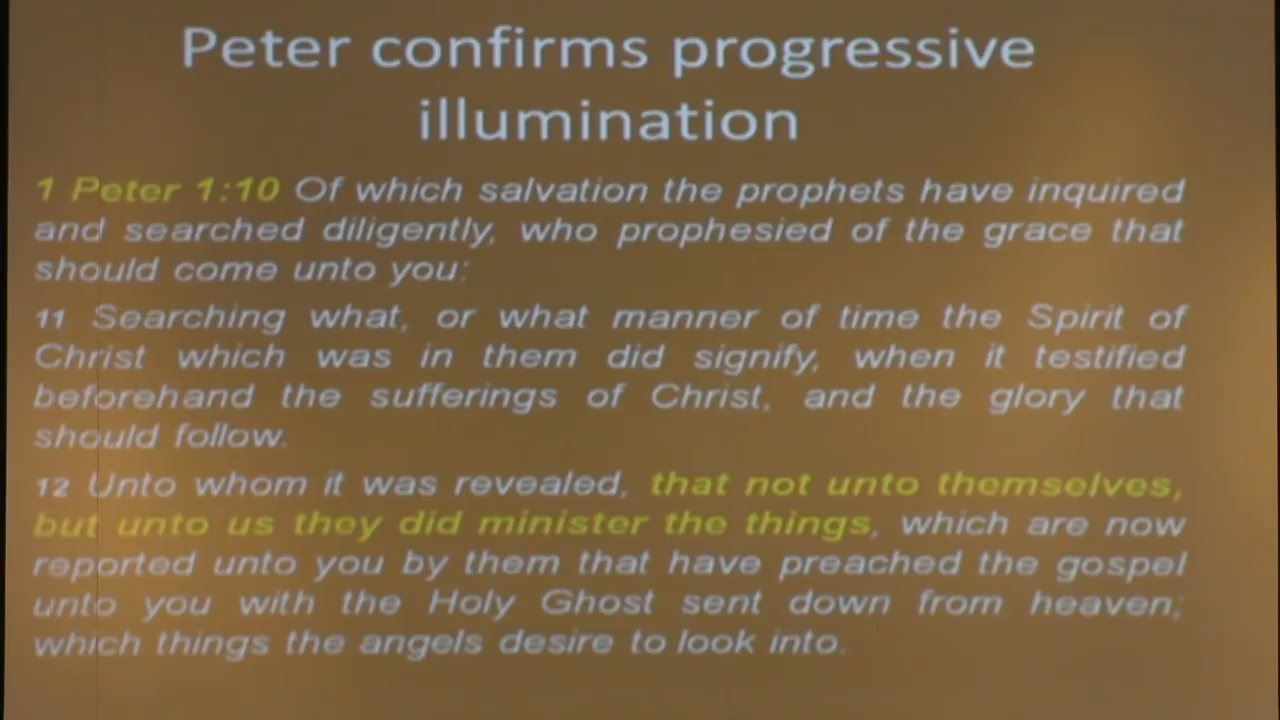 Peter confirms progressive
illumination
1 Peter 1:10 Of which salvation the prophets have inquired
and searched diligently, who prophesied of the grace that
should come unto you:
11 Searching what, or what manner of time the Spirit of
Christ which was in them did signify, when it testified
beforehand the sufferings of Christ, and the glory that
should follow.
12 Unto whom it was revealed, that not unto themselves,
but unto us they did minister the things, which are now
reported unto you by them that have preached the gospel
unto you with the Holy Ghost sent down from heaven;
which things the angels desire to look into.